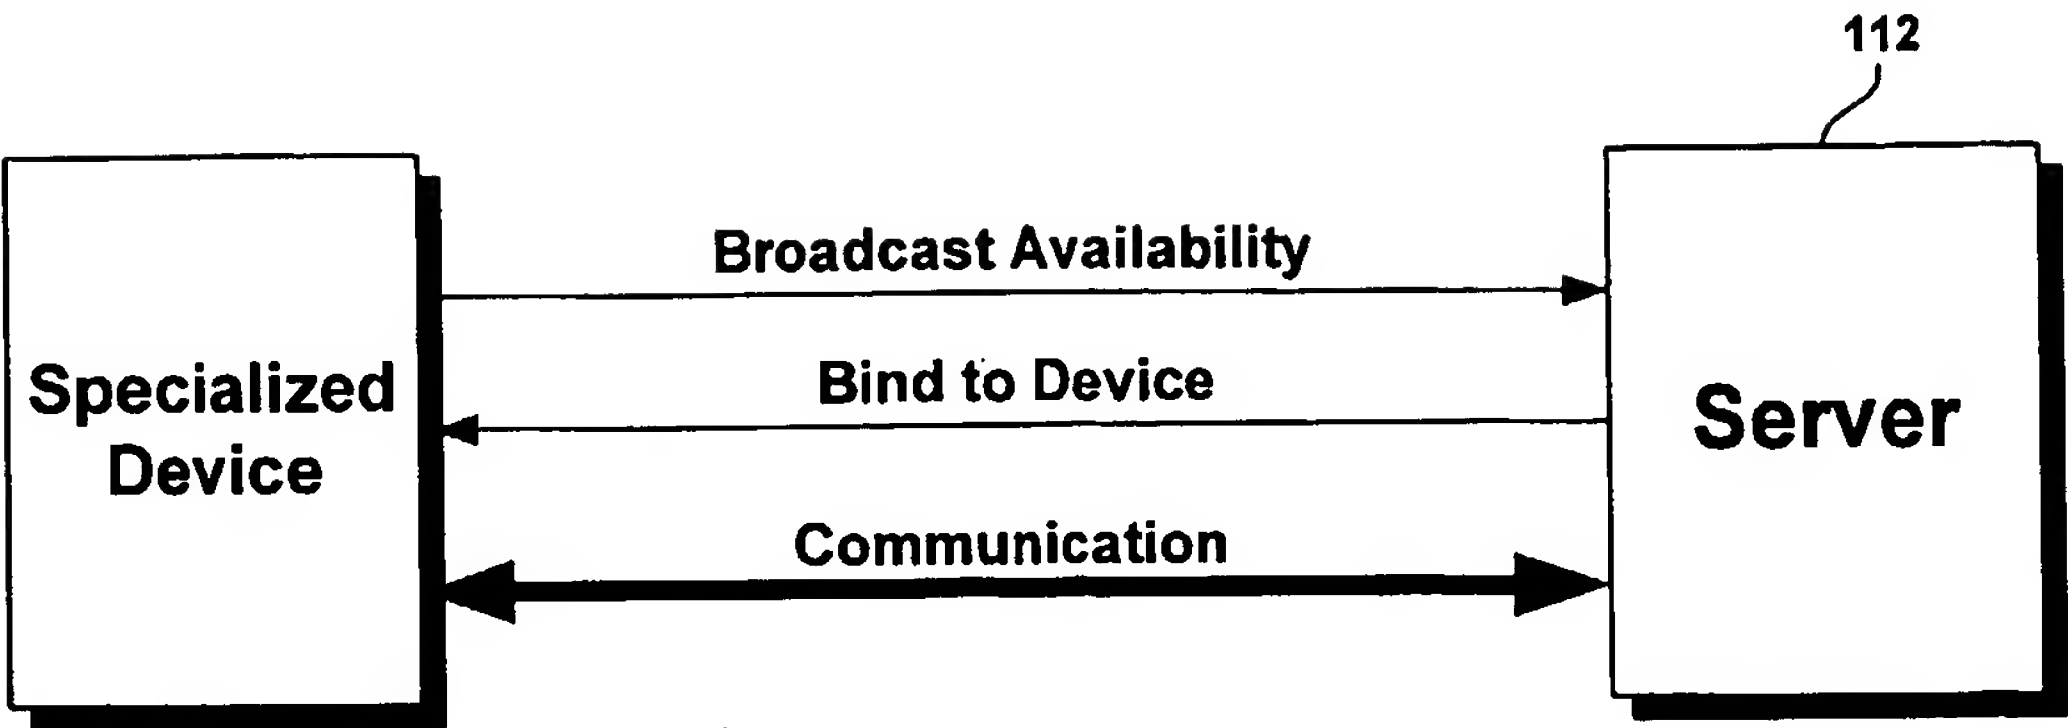 112
Broadcast Availability
Bind to Device
Specialized
Device
Server
Communication